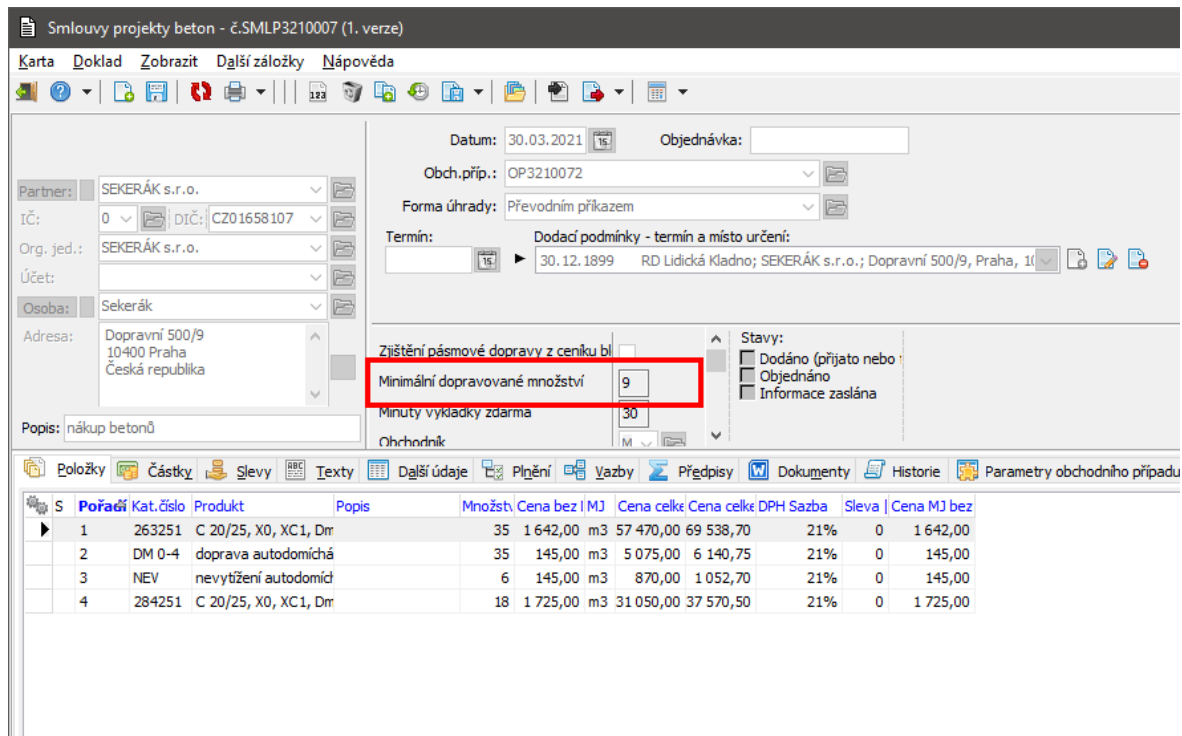 Smlouvy projekty beton - č.SMLP3210007 (1. verze)
Karta Doklad Zobrazit Další záložky Nápověda
Datum: 30.03.2021 Objednávka:
Obch.příp.: OP3210072
Partner: SEKERÁK s.r.o.
Forma úhrady: Převodním příkazem
IČ: 0 DIČ: CZ01658107
Termín: Dodací podmínky - termín a místo určení:
Org. jed.: SEKERÁK s.r.o.
30.12.1899 RD Lidická Kladno; SEKERÁK s.r.o.; Dopravní 500/9, Praha, 1(
Účet:
Osoba: Sekerák
Adresa: Dopravní 500/9
10400 Praha
Česká republika
Zjištění pásmové dopravy z ceníku bl
Minimální dopravované množství 9
Minuty vykládky zdarma 30
Obchodník M
Stavy:
Dodáno (přijato nebo
Objednáno
Informace zaslána
Popis: nákup betonů
Položky Částky Slevy Texty Další údaje Plnění Vazby Předpisy Dokumenty Historie Parametry obchodního případu
S Pořadí Kat.číslo Produkt Popis Množstv Cena bez MJ Cena celke Cena celke DPH Sazba Sleva Cena MJ bez
1 263251 C 20/25, X0, XC1, Dm 35 1 642,00 m3 57 470,00 69 538,70 21% 0 1 642,00
2 DM 0-4 doprava autodomíchá 35 145,00 m3 5 075,00 6 140,75 21% 0 145,00
3 NEV nevytížení autodomích 6 145,00 m3 870,00 1 052,70 21% 0 145,00
4 284251 C 20/25, X0, XC1, Dm 18 1 725,00 m3 31 050,00 37 570,50 21% 0 1 725,00